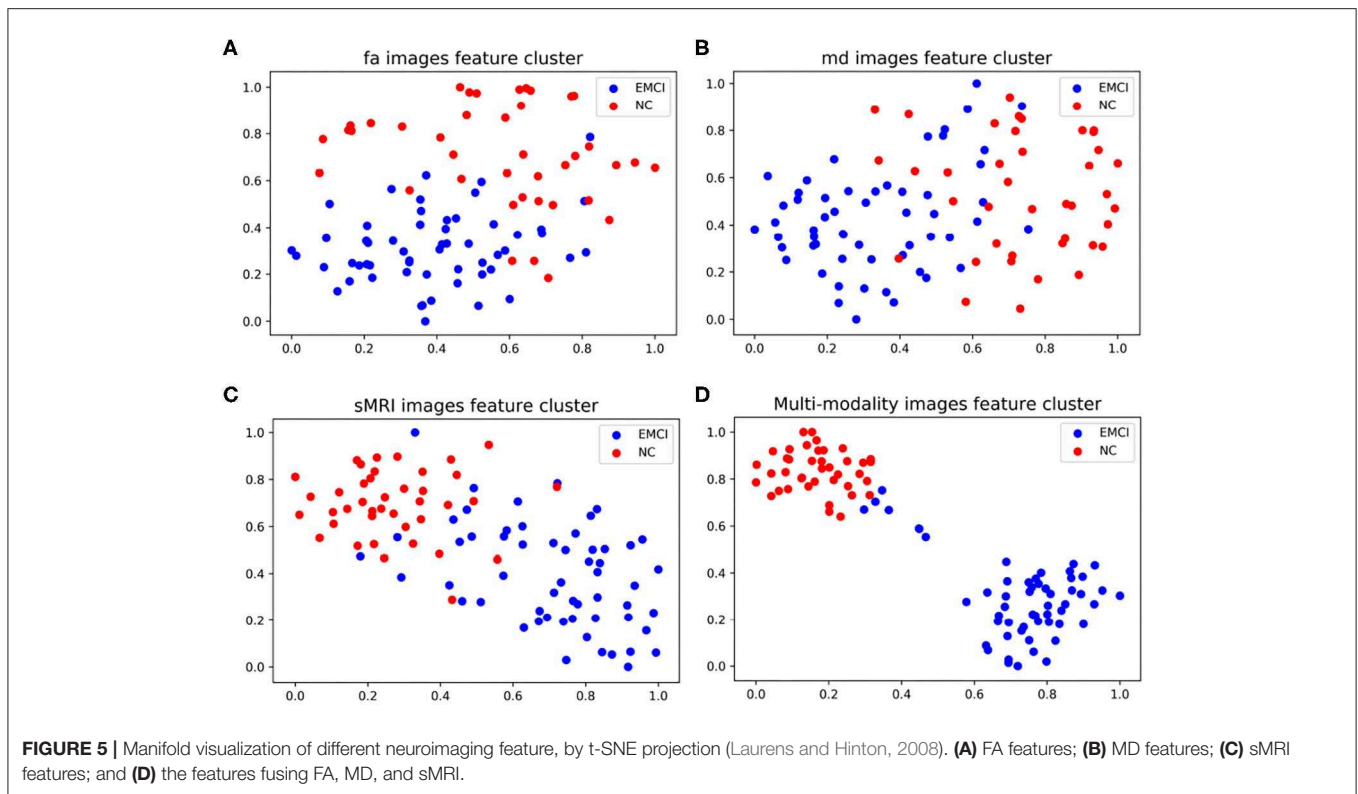 A
fa images feature cluster
1.0
0.8
0.6
0.4
0.2
0.0
EMCI
NC
0.0 0.2 0.4 0.6 0.8 1.0
B
md images feature cluster
1.0
0.8
0.6
0.4
0.2
0.0
EMCI
NC
0.0 0.2 0.4 0.6 0.8 1.0
C
sMRI images feature cluster
1.0
0.8
0.6
0.4
0.2
0.0
EMCI
NC
0.0 0.2 0.4 0.6 0.8 1.0
D
Multi-modality images feature cluster
1.0
0.8
0.6
0.4
0.2
0.0
EMCI
NC
0.0 0.2 0.4 0.6 0.8 1.0
FIGURE 5 | Manifold visualization of different neuroimaging feature, by t-SNE projection (Laurens and Hinton, 2008). (A) FA features; (B) MD features; (C) sMRI
features; and (D) the features fusing FA, MD, and sMRI.